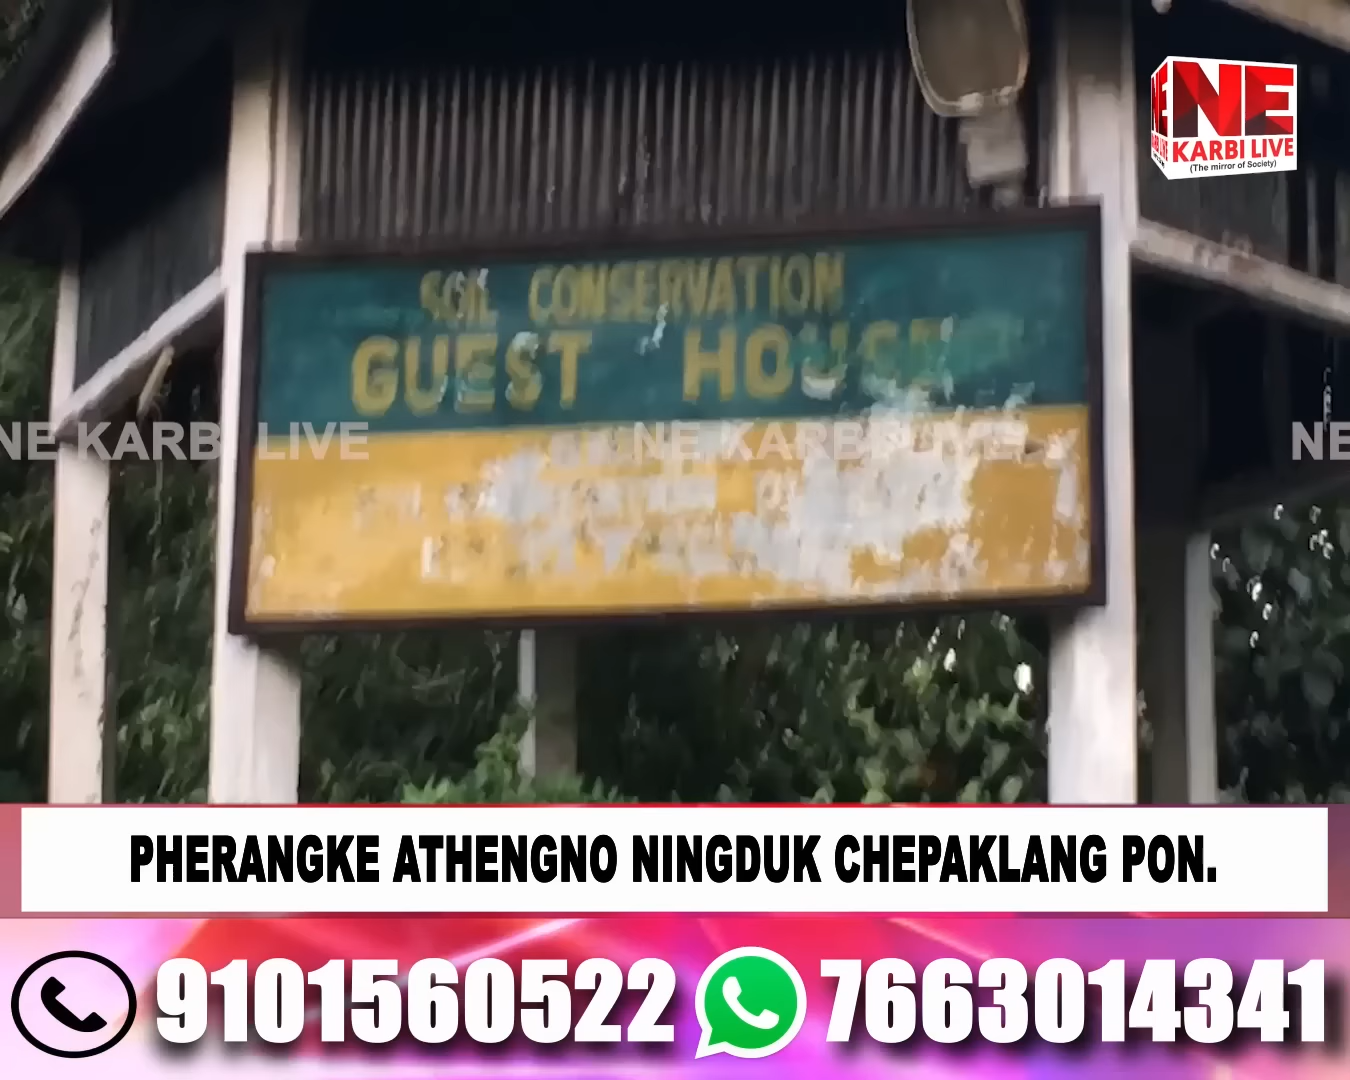 NE
KARBI LIVE
(The mirror of Society)
SOIL CONSERVATION
GUEST HOUSE
NE KARBI LIVE
NE KARBI LIVE
NE
PHERANGKE ATHENGNO NINGDUK CHEPAKLANG PON.
9101560522
7663014341